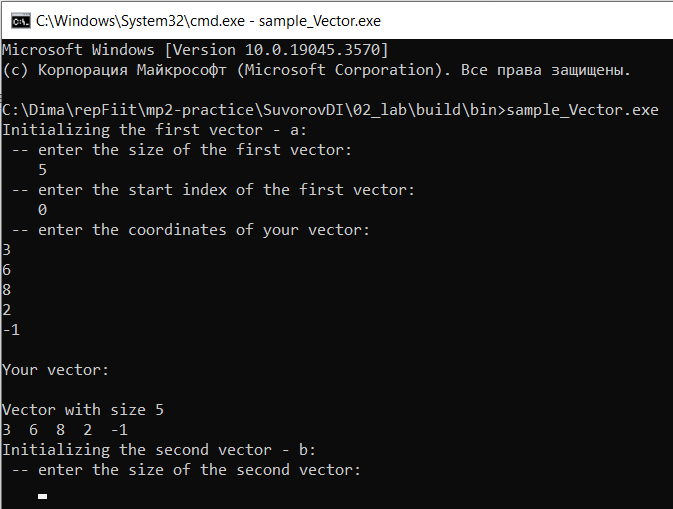 C:\Windows\System32\cmd.exe - sample_Vector.exe
Microsoft Windows [Version 10.0.19045.3570]
(c) Корпорация Майкрософт (Microsoft Corporation). Все права защищены.
C:\Dima\repFiit\mp2-practice\SuvorovDI\02_lab\build\bin>sample_Vector.exe
Initializing the first vector - a:
-- enter the size of the first vector:
5
-- enter the start index of the first vector:
0
-- enter the coordinates of your vector:
3
6
8
2
-1
Your vector:
Vector with size 5
3 6 8 2 -1
Initializing the second vector - b:
-- enter the size of the second vector: